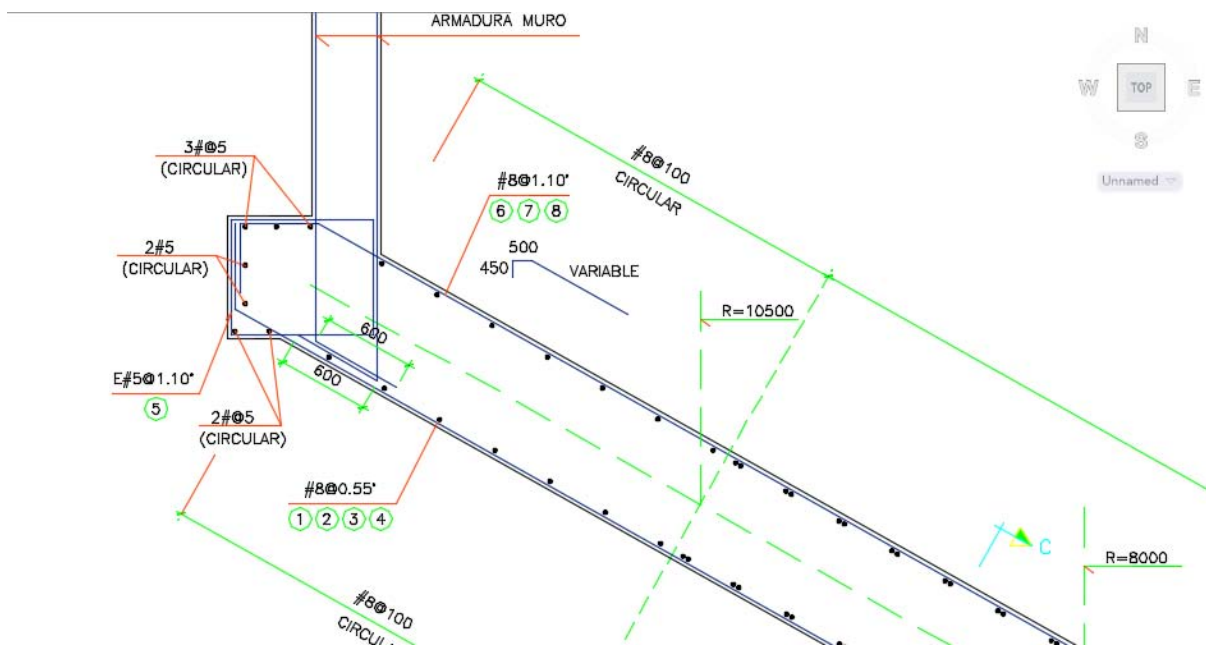 ARMADURA MURO
N
W
TOP
E
S
Unnamed
3#@5
(CIRCULAR)
#8@100
CIRCULAR
#8@1.10°
6 7 8
2#5
(CIRCULAR)
500
450
VARIABLE
R=10500
600
600
E#5@1.10°
5
2#@5
(CIRCULAR)
#8@0.55°
1 2 3 4
C
R=8000
#8@100